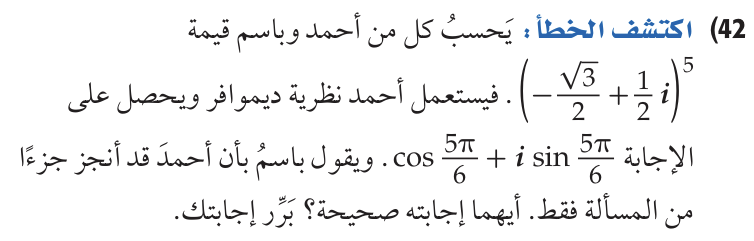 42) اكتشف الخطأ: يَحسبُ كل من أحمد وباسم قيمة
(-√3/2 + 1/2 i)^5 . فيستعمل أحمد نظرية ديموافر ويحصل على
الإجابة cos 5π/6 + i sin 5π/6 . ويقول باسمُ بأن أحمدَ قد أنجز جزءًا
من المسألة فقط. أيهما إجابته صحيحة؟ بَرِّر إجابتك.